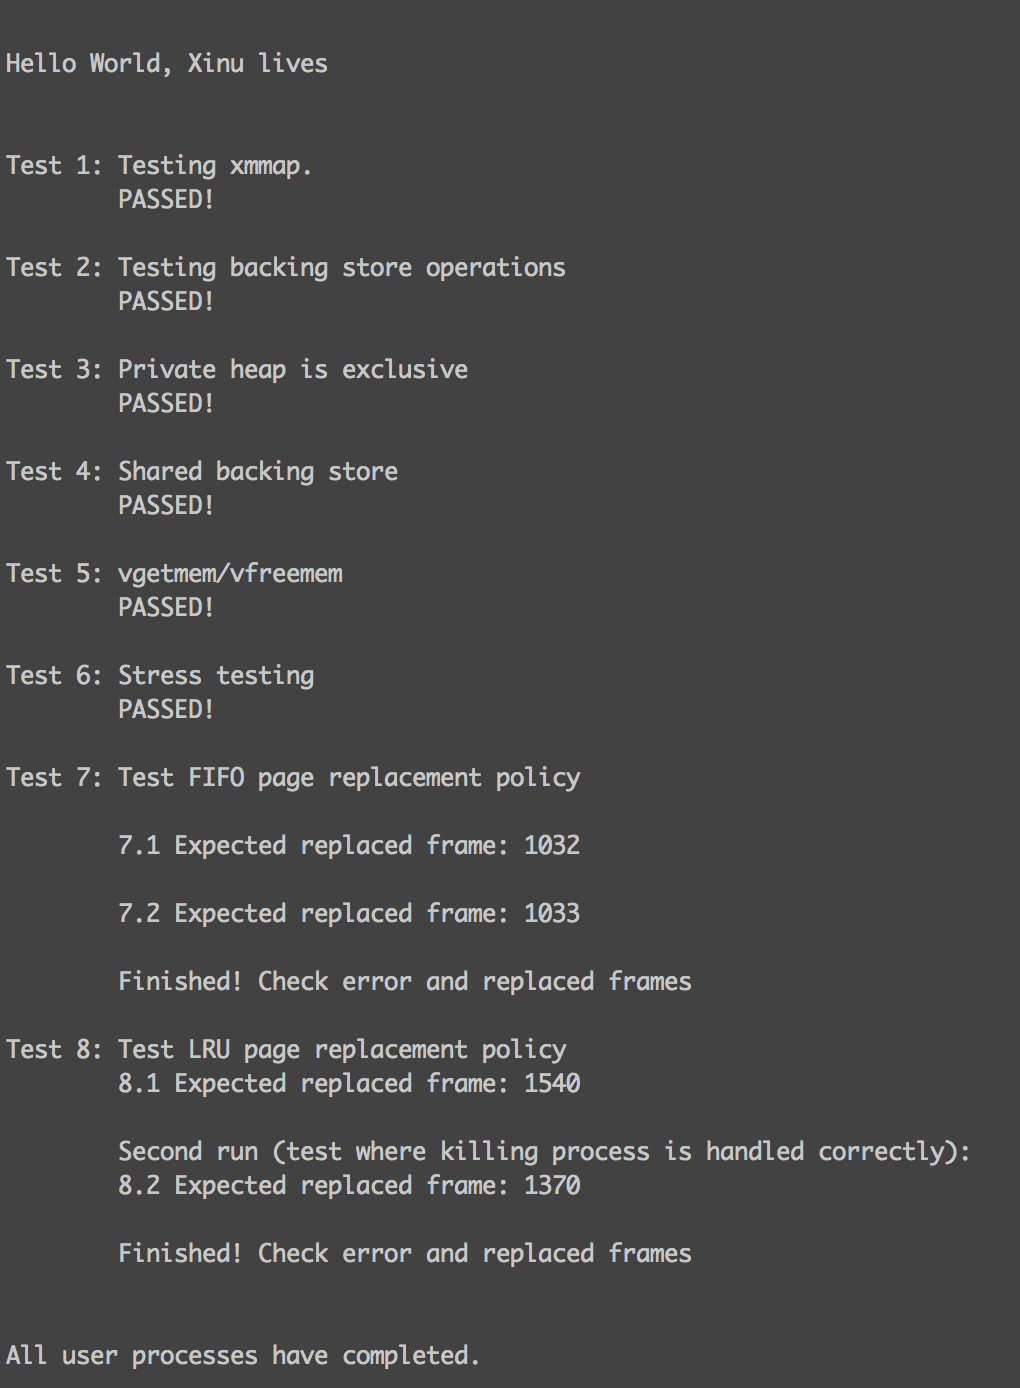 Hello World, Xinu lives
Test 1: Testing xmmap.
PASSED!
Test 2: Testing backing store operations
PASSED!
Test 3: Private heap is exclusive
PASSED!
Test 4: Shared backing store
PASSED!
Test 5: vgetmem/vfreemem
PASSED!
Test 6: Stress testing
PASSED!
Test 7: Test FIFO page replacement policy
7.1 Expected replaced frame: 1032
7.2 Expected replaced frame: 1033
Finished! Check error and replaced frames
Test 8: Test LRU page replacement policy
8.1 Expected replaced frame: 1540
Second run (test where killing process is handled correctly):
8.2 Expected replaced frame: 1370
Finished! Check error and replaced frames
All user processes have completed.